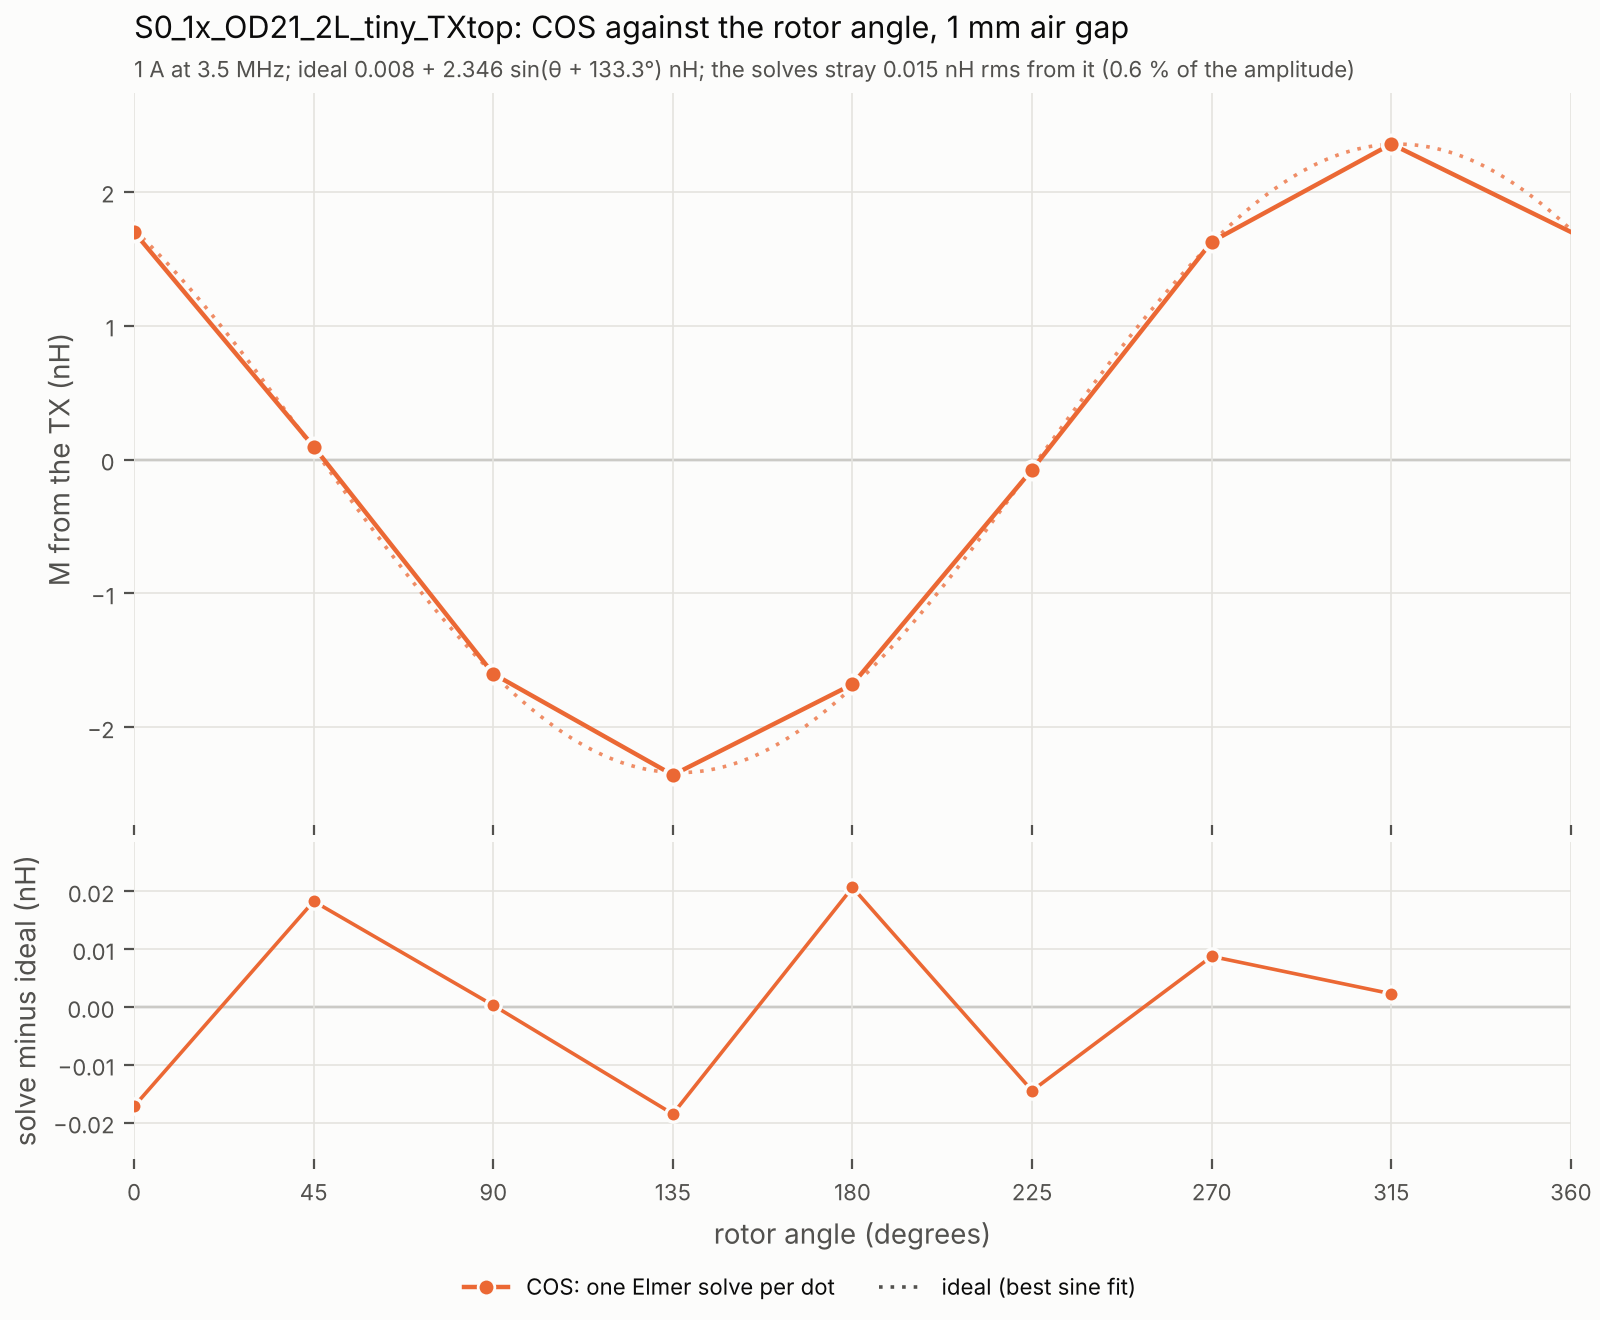 S0_1x_OD21_2L_tiny_TXtop: COS against the rotor angle, 1 mm air gap
1 A at 3.5 MHz; ideal 0.008 + 2.346 sin(θ + 133.3°) nH; the solves stray 0.015 nH rms from it (0.6 % of the amplitude)
M from the TX (nH)
2
1
0
−1
−2
solve minus ideal (nH)
0.02
0.01
0.00
−0.01
−0.02
0 45 90 135 180 225 270 315 360
rotor angle (degrees)
COS: one Elmer solve per dot ideal (best sine fit)